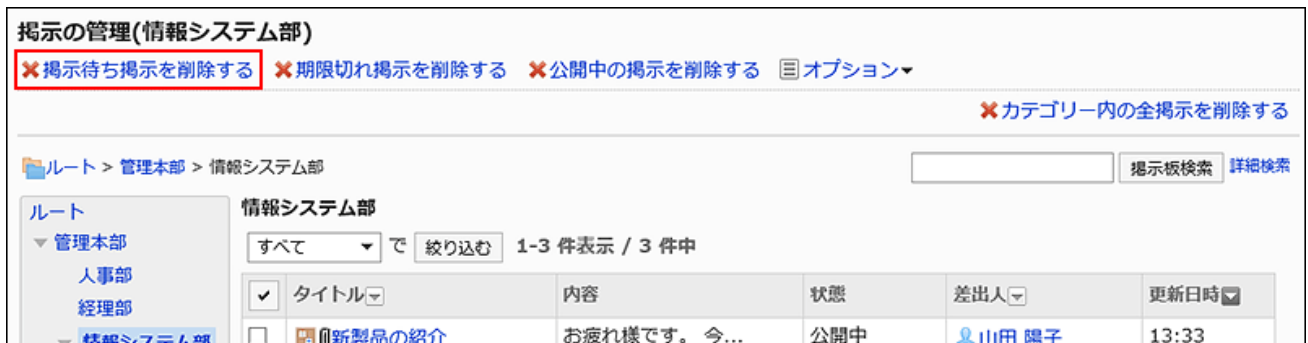 掲示の管理(情報システム部)
掲示待ち掲示を削除する 期限切れ掲示を削除する 公開中の掲示を削除する オプション
カテゴリー内の全掲示を削除する
ルート > 管理本部 > 情報システム部 掲示板検索 詳細検索
ルート
管理本部
人事部
経理部
情報システム部
情報システム部
すべて で 絞り込む 1-3 件表示 / 3 件中
タイトル 内容 状態 差出人 更新日時
新製品の紹介 お疲れ様です。 今... 公開中 山田 陽子 13:33